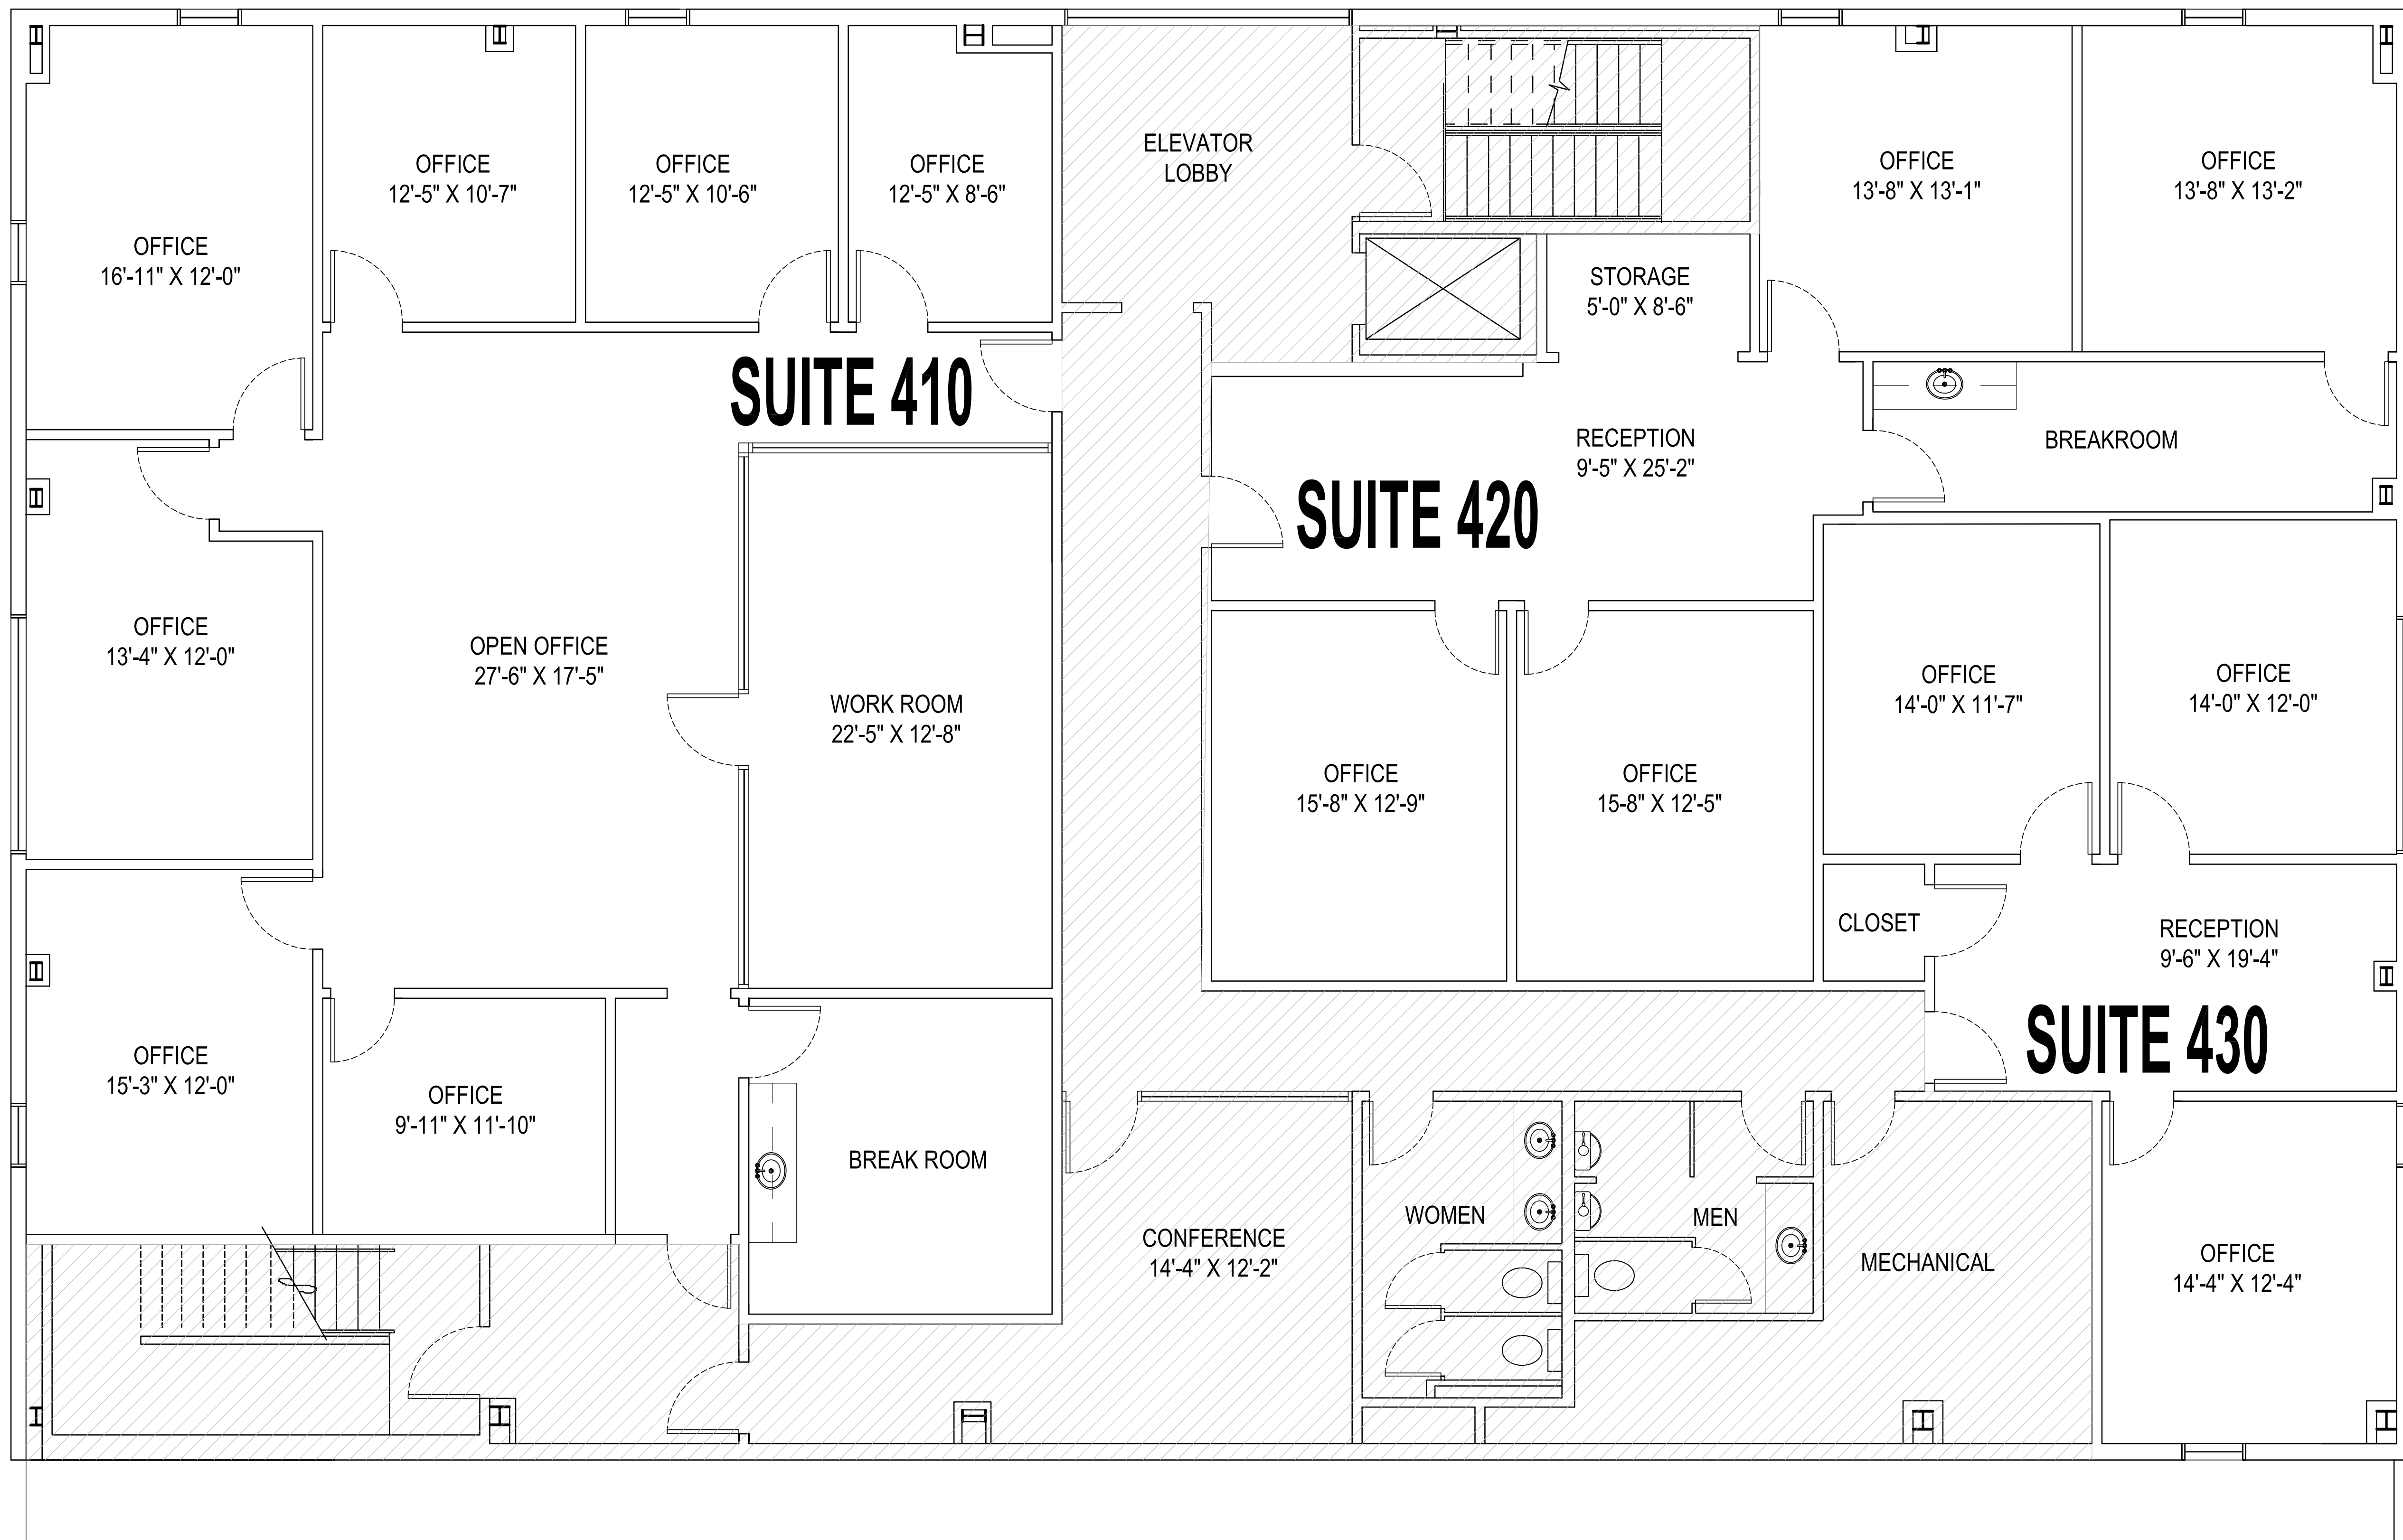 ELEVATOR
LOBBY
OFFICE
12'-5" X 10'-7"
OFFICE
12'-5" X 10'-6"
OFFICE
12'-5" X 8'-6"
OFFICE
13'-8" X 13'-1"
OFFICE
13'-8" X 13'-2"
OFFICE
16'-11" X 12'-0"
STORAGE
5'-0" X 8'-6"
SUITE 410
RECEPTION
9'-5" X 25'-2"
BREAKROOM
SUITE 420
OFFICE
13'-4" X 12'-0"
OPEN OFFICE
27'-6" X 17'-5"
WORK ROOM
22'-5" X 12'-8"
OFFICE
14'-0" X 11'-7"
OFFICE
14'-0" X 12'-0"
OFFICE
15'-8" X 12'-9"
OFFICE
15-8" X 12'-5"
CLOSET
RECEPTION
9'-6" X 19'-4"
SUITE 430
OFFICE
15'-3" X 12'-0"
OFFICE
9'-11" X 11'-10"
BREAK ROOM
CONFERENCE
14'-4" X 12'-2"
WOMEN
MEN
MECHANICAL
OFFICE
14'-4" X 12'-4"